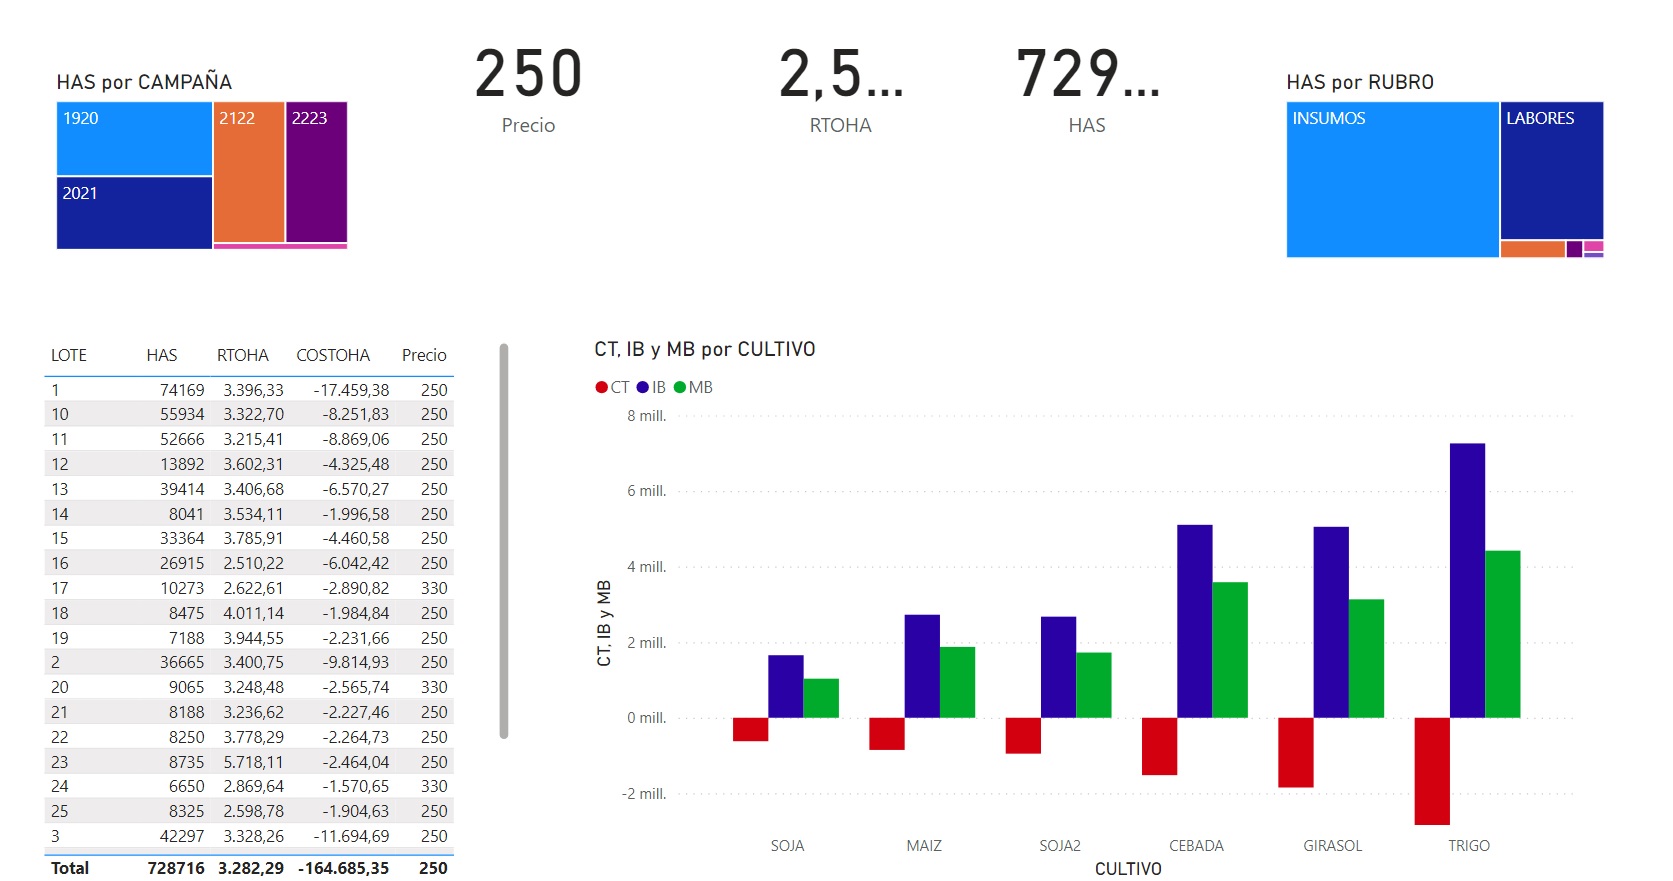 HAS por CAMPAÑA
1920
2021
2122
2223
250
Precio
2,5...
RTOHA
729...
HAS
HAS por RUBRO
INSUMOS
LABORES
LOTE HAS RTOHA COSTOHA Precio
1 74169 3.396,33 -17.459,38 250
10 55934 3.322,70 -8.251,83 250
11 52666 3.215,41 -8.869,06 250
12 13892 3.602,31 -4.325,48 250
13 39414 3.406,68 -6.570,27 250
14 8041 3.534,11 -1.996,58 250
15 33364 3.785,91 -4.460,58 250
16 26915 2.510,22 -6.042,42 250
17 10273 2.622,61 -2.890,82 330
18 8475 4.011,14 -1.984,84 250
19 7188 3.944,55 -2.231,66 250
2 36665 3.400,75 -9.814,93 250
20 9065 3.248,48 -2.565,74 330
21 8188 3.236,62 -2.227,46 250
22 8250 3.778,29 -2.264,73 250
23 8735 5.718,11 -2.464,04 250
24 6650 2.869,64 -1.570,65 330
25 8325 2.598,78 -1.904,63 250
3 42297 3.328,26 -11.694,69 250
Total 728716 3.282,29 -164.685,35 250
CT, IB y MB por CULTIVO
CT IB MB
8 mill.
6 mill.
4 mill.
2 mill.
0 mill.
-2 mill.
CT, IB y MB
SOJA MAIZ SOJA2 CEBADA GIRASOL TRIGO
CULTIVO